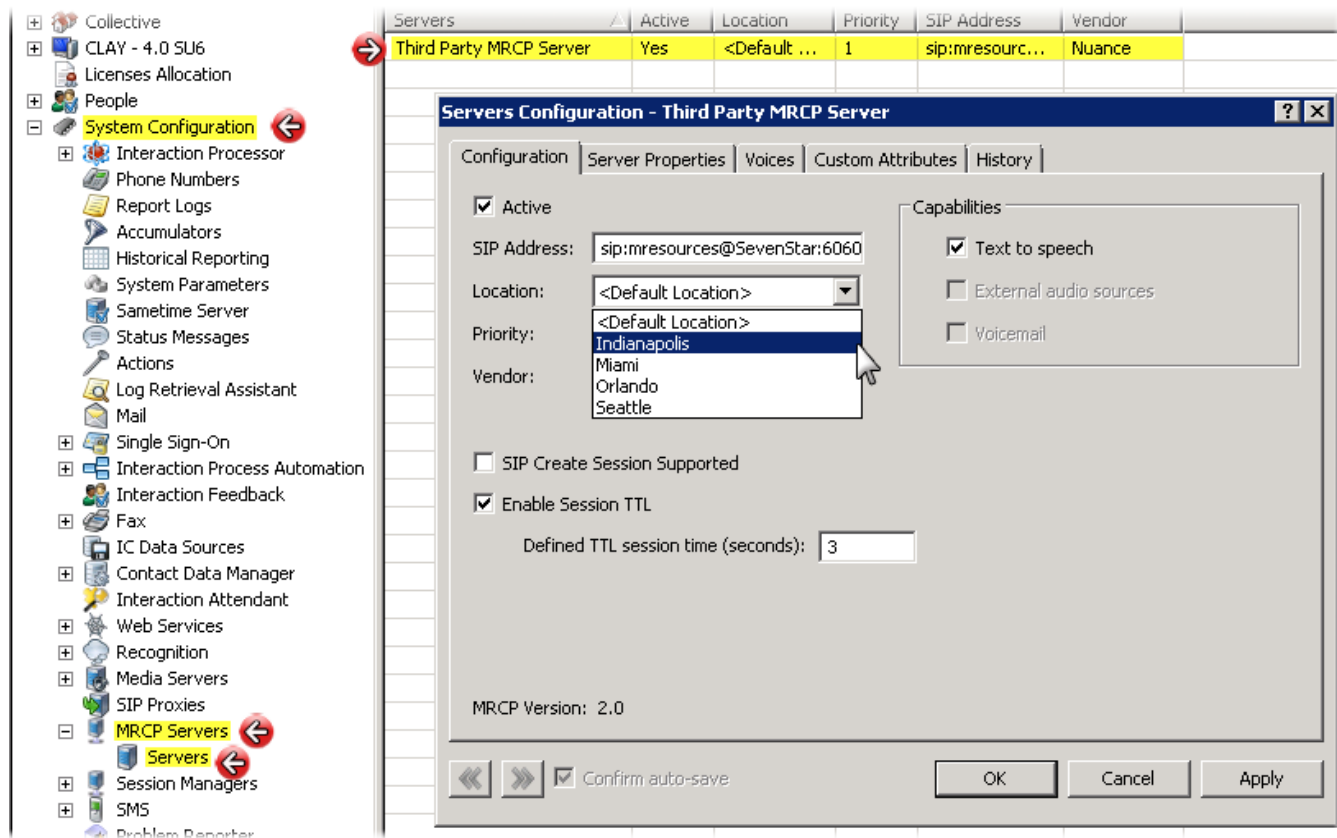 Collective
CLAY - 4.0 SU6
Licenses Allocation
People
System Configuration
Interaction Processor
Phone Numbers
Report Logs
Accumulators
Historical Reporting
System Parameters
Sametime Server
Status Messages
Actions
Log Retrieval Assistant
Mail
Single Sign-On
Interaction Process Automation
Interaction Feedback
Fax
IC Data Sources
Contact Data Manager
Interaction Attendant
Web Services
Recognition
Media Servers
SIP Proxies
MRCP Servers
Servers
Session Managers
SMS
Problem Reporter
Servers Active Location Priority SIP Address Vendor
Third Party MRCP Server Yes <Default ... 1 sip:mresourc... Nuance
Servers Configuration - Third Party MRCP Server
Configuration Server Properties Voices Custom Attributes History
Active
SIP Address: sip:mresources@SevenStar:6060
Location: <Default Location>
<Default Location>
Priority: Indianapolis
Miami
Vendor: Orlando
Seattle
Capabilities
Text to speech
External audio sources
Voicemail
SIP Create Session Supported
Enable Session TTL
Defined TTL session time (seconds): 3
MRCP Version: 2.0
Confirm auto-save OK Cancel Apply